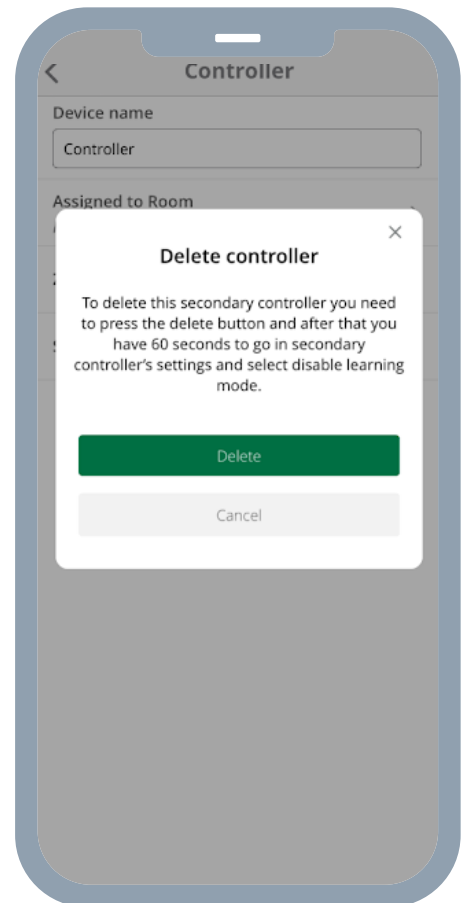 Controller
Device name
Controller
Assigned to Room
Delete controller
To delete this secondary controller you need
to press the delete button and after that you
have 60 seconds to go in secondary
controller's settings and select disable learning
mode.
Delete
Cancel